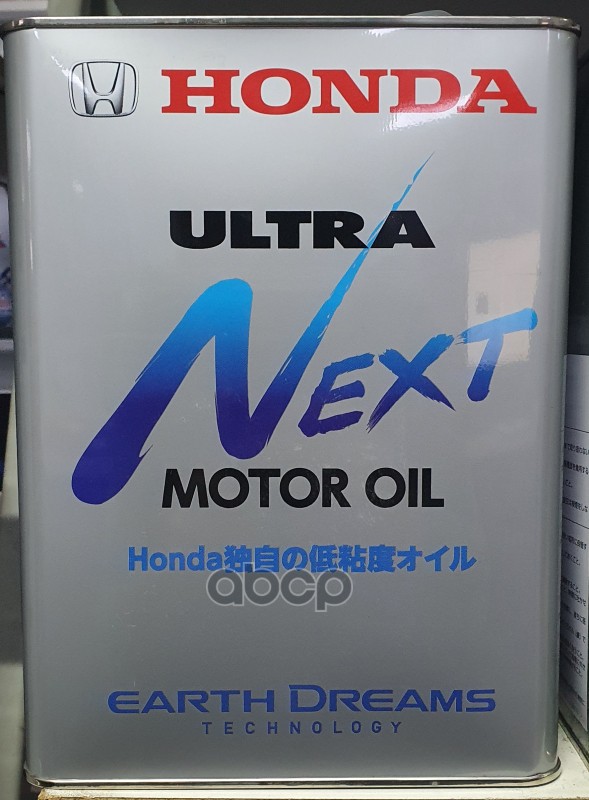 HONDA
ULTRA
NEXT
MOTOR OIL
Honda独自の低粘度オイル
abcp
EARTH DREAMS
TECHNOLOGY